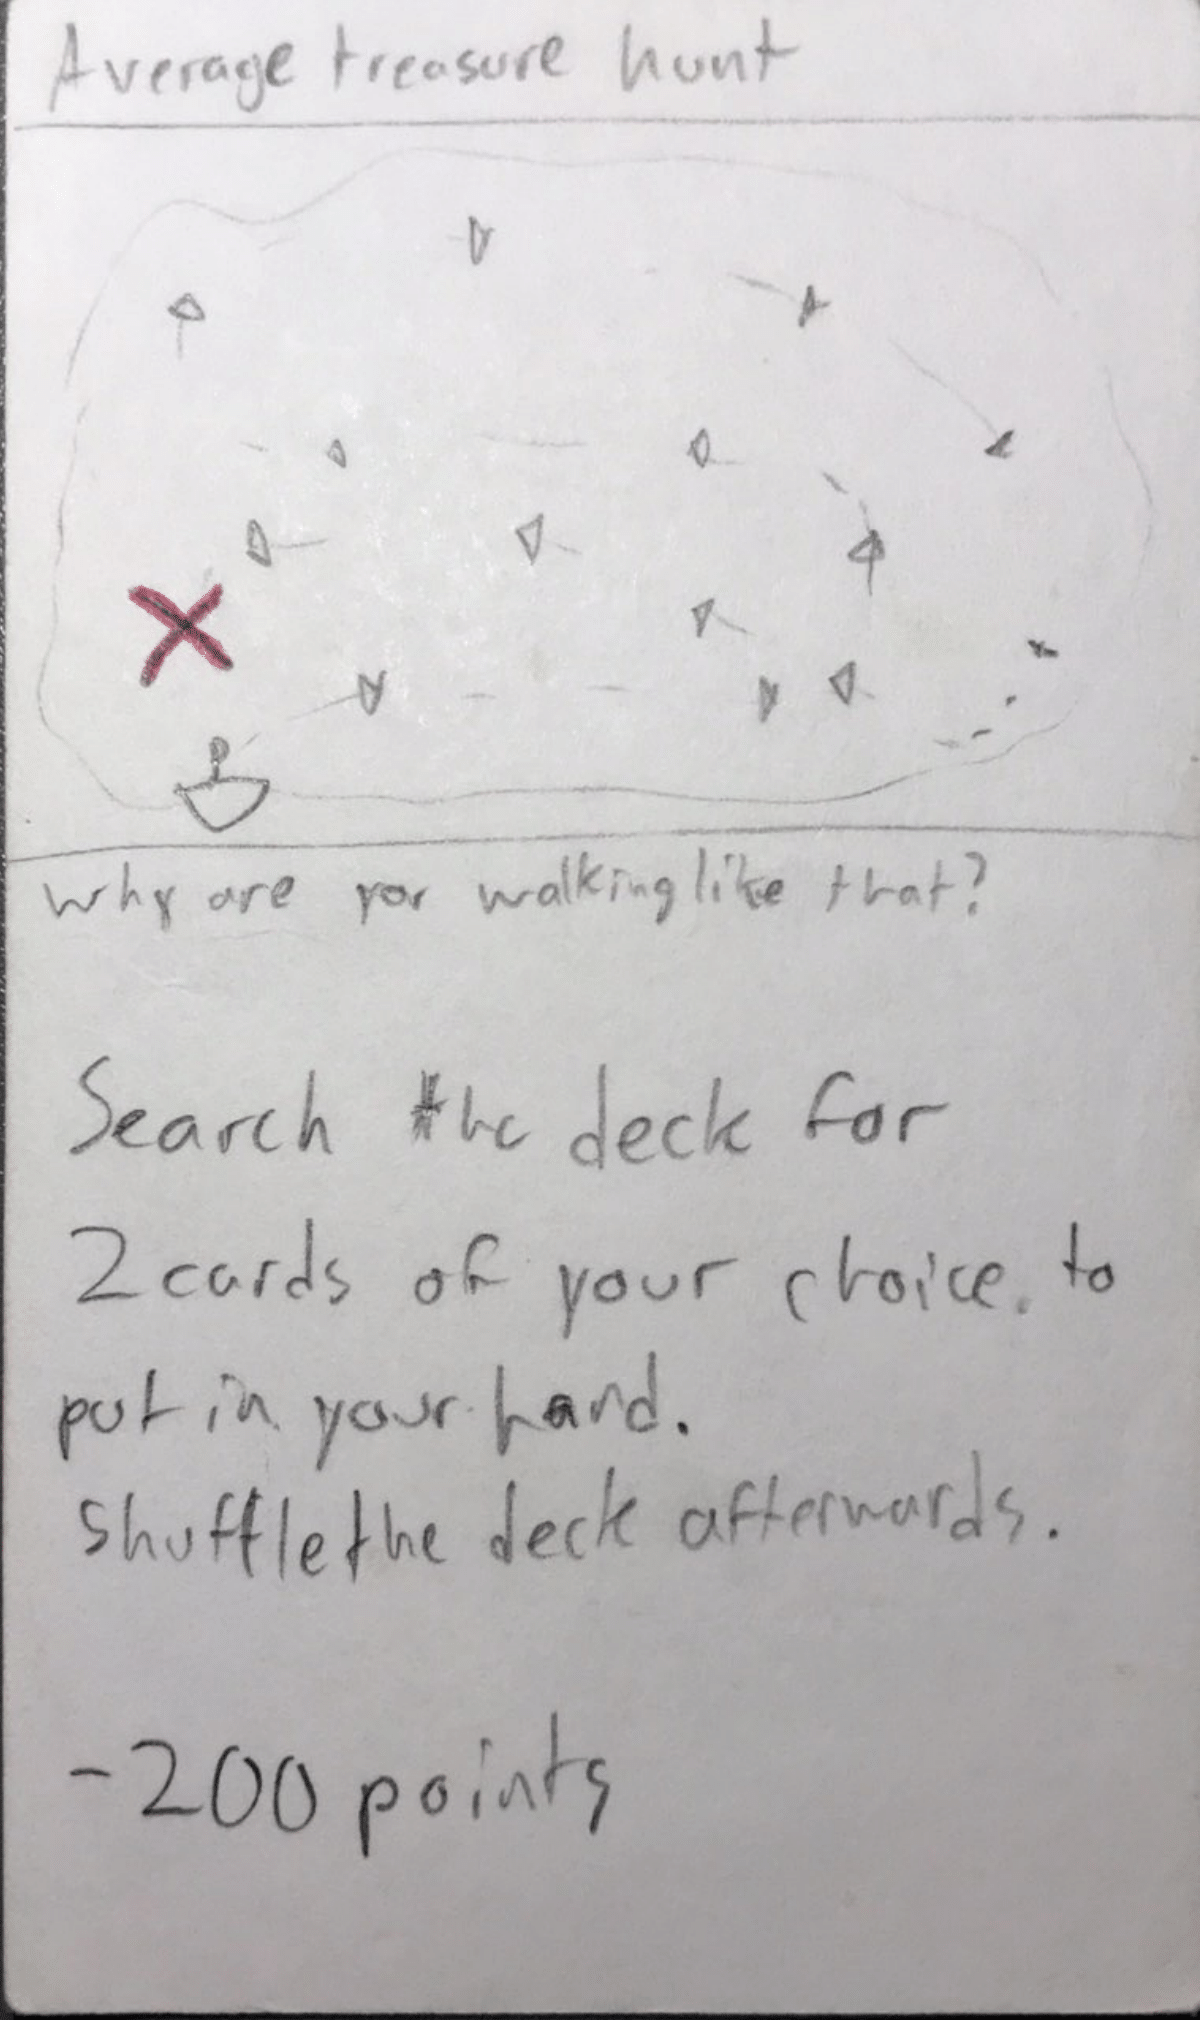 Average treasure hunt
why are you walking like that?
Search the deck for
2 cards of your choice. to
put in your hand.
Shuffle the deck afterwards.
-200 points